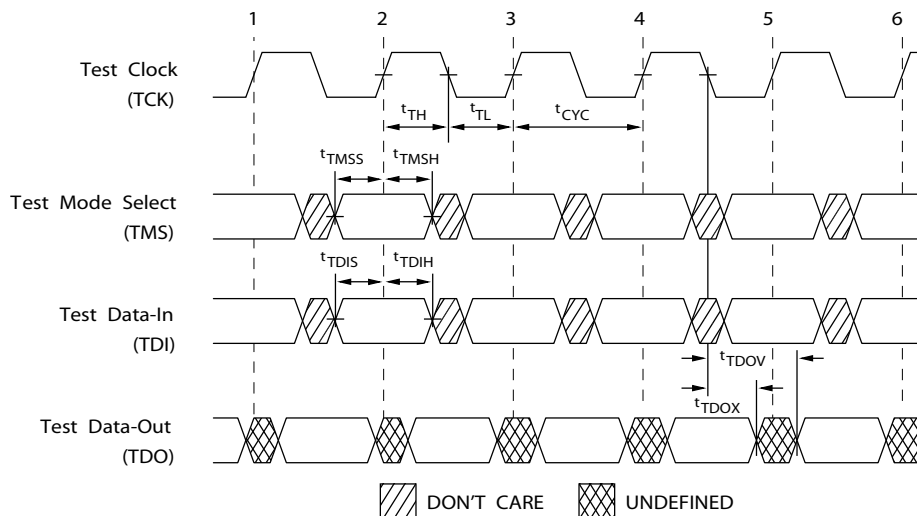 1 2 3 4 5 6
Test Clock
(TCK)
tTH tTL tCYC
tTMSS tTMSH
Test Mode Select
(TMS)
tTDIS tTDIH
Test Data-In
(TDI)
tTDOV
tTDOX
Test Data-Out
(TDO)
DON'T CARE UNDEFINED